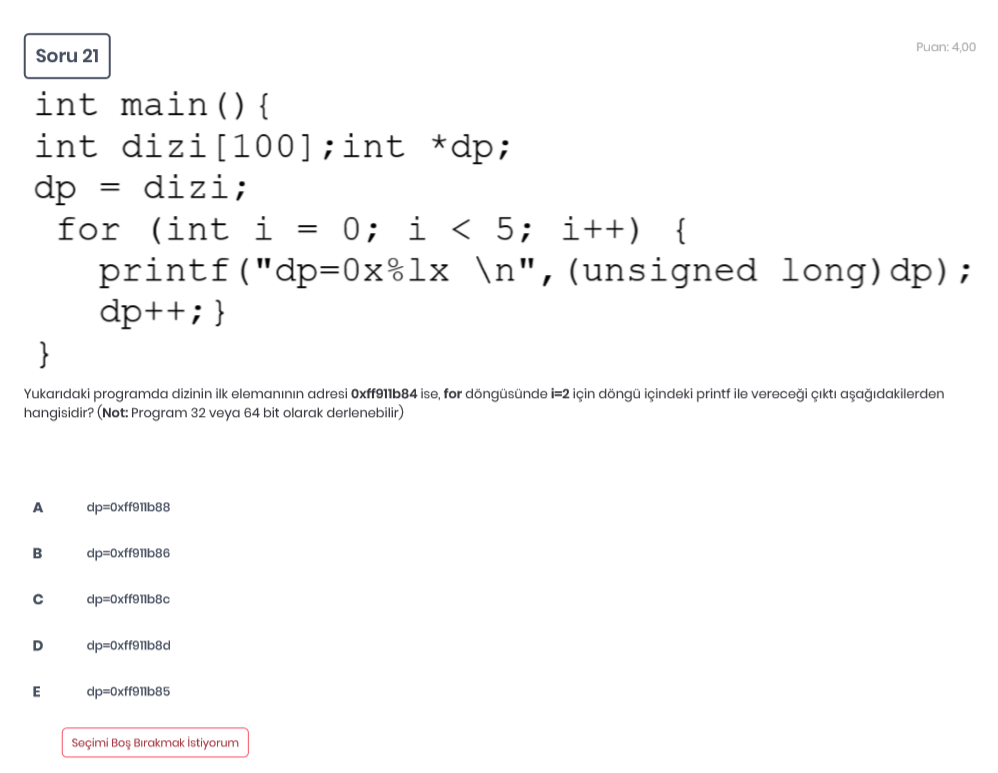 Soru 21
Puan: 4,00
int main(){
int dizi[100];int *dp;
dp = dizi;
for (int i = 0; i < 5; i++) {
printf("dp=0x%lx \n",(unsigned long)dp);
dp++;}
}
Yukarıdaki programda dizinin ilk elemanının adresi 0xff911b84 ise, for döngüsünde i=2 için döngü içindeki printf ile vereceği çıktı aşağıdakilerden
hangisidir? (Not: Program 32 veya 64 bit olarak derlenebilir)
A dp=0xff911b88
B dp=0xff911b86
C dp=0xff911b8c
D dp=0xff911b8d
E dp=0xff911b85
Seçimi Boş Bırakmak İstiyorum